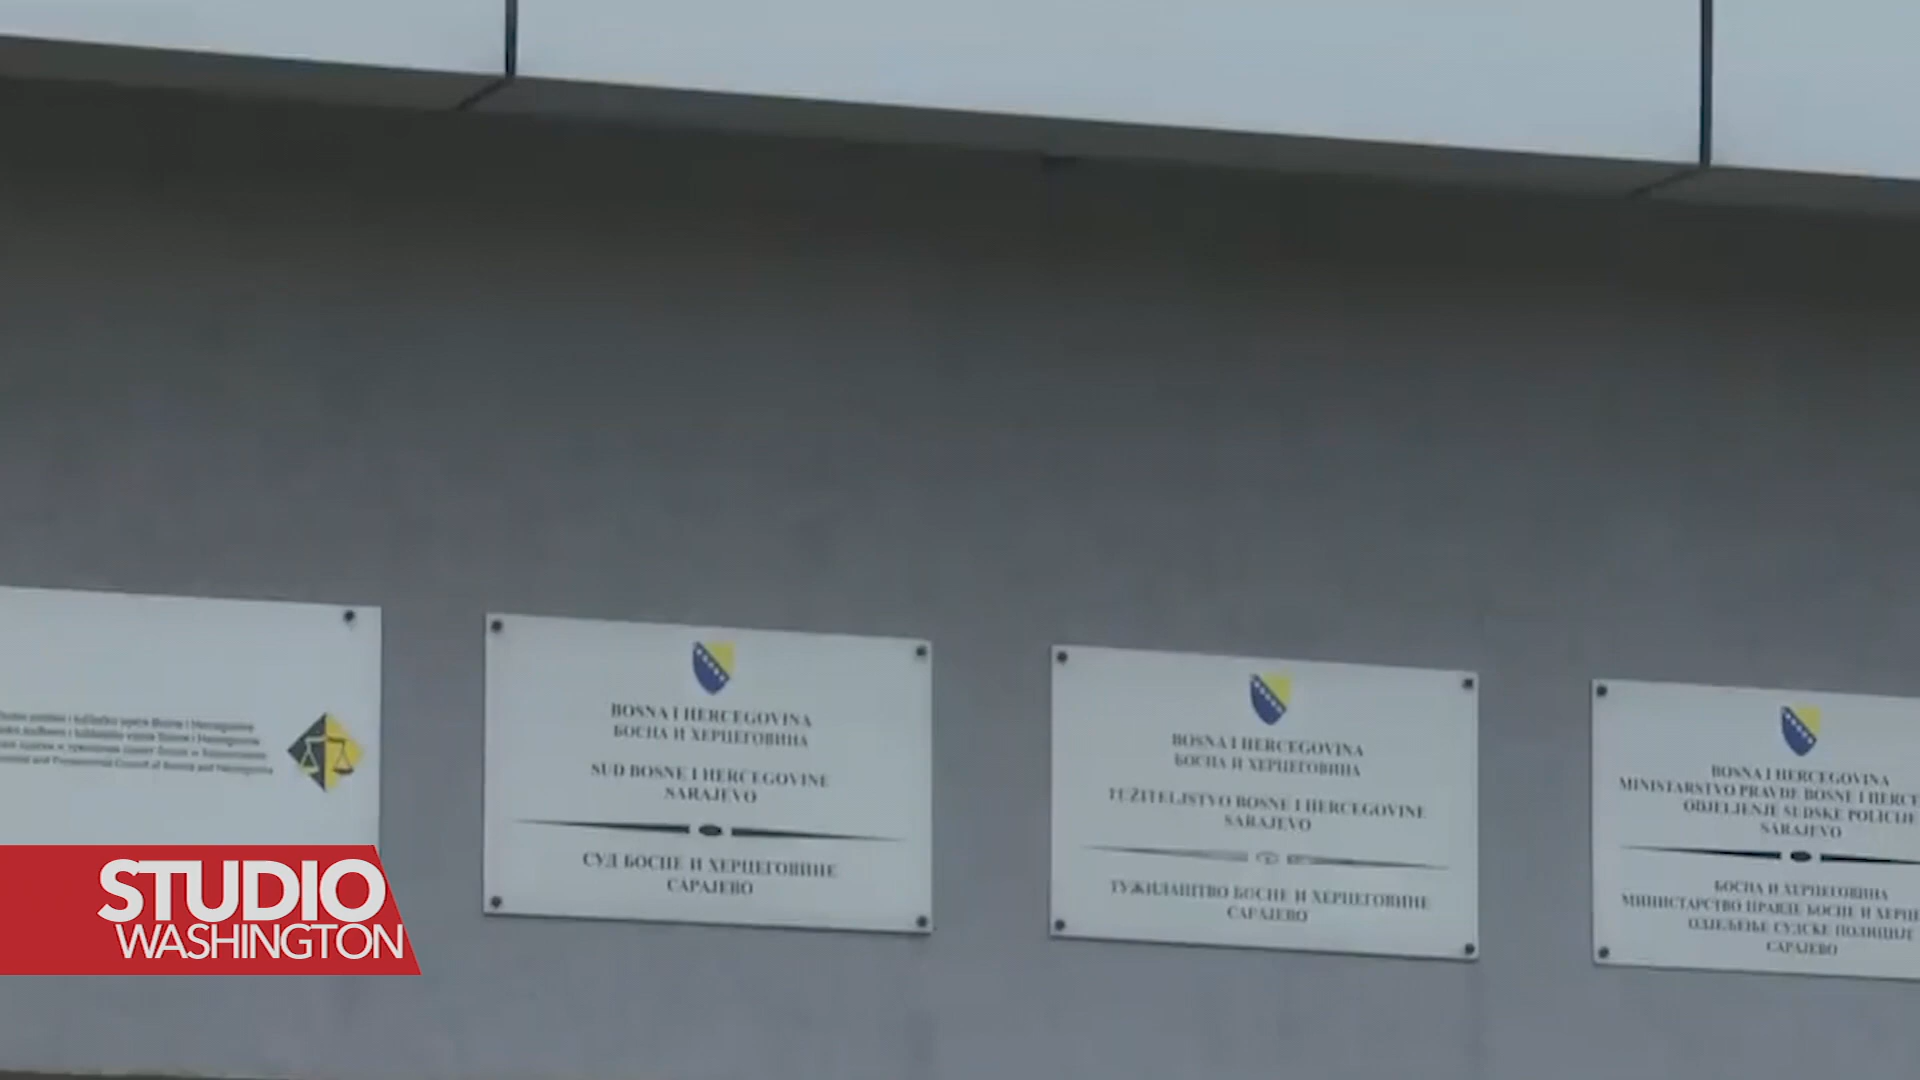 BOSNA I HERCEGOVINA
БОСНА И ХЕРЦЕГОВИНА
SUD BOSNE I HERCEGOVINE
SARAJEVO
СУД БОСНЕ И ХЕРЦЕГОВИНЕ
САРАЈЕВО
BOSNA I HERCEGOVINA
БОСНА И ХЕРЦЕГОВИНА
TUŽITELJSTVO BOSNE I HERCEGOVINE
SARAJEVO
ТУЖИЛАШТВО БОСНЕ И ХЕРЦЕГОВИНЕ
САРАЈЕВО
BOSNA I HERCEGOVINA
MINISTARSTVO PRAVDE BOSNE I HERC
ODJELJENJE SUDSKE POLICIJE
SARAJEVO
БОСНА И ХЕРЦЕГОВИНА
МИНИСТАРСТВО ПРАВДЕ БОСНЕ И ХЕРЦ
ОДЈЕЉЕЊЕ СУДСКЕ ПОЛИЦИЈЕ
САРАЈЕВО
STUDIO
WASHINGTON